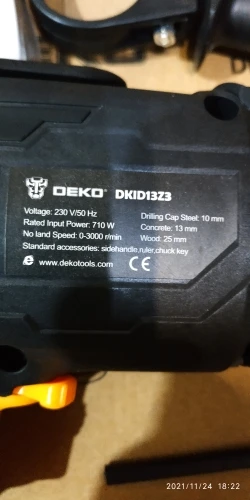 DEKO® DKID13Z3
Voltage: 230 V/50 Hz
Rated Input Power: 710 W
No land Speed: 0-3000 r/min
Drilling Cap Steel: 10 mm
Concrete: 13 mm
Wood: 25 mm
Standard accessories: sidehandle,ruler,chuck key
www.dekotools.com CE
2021/11/24 18:22